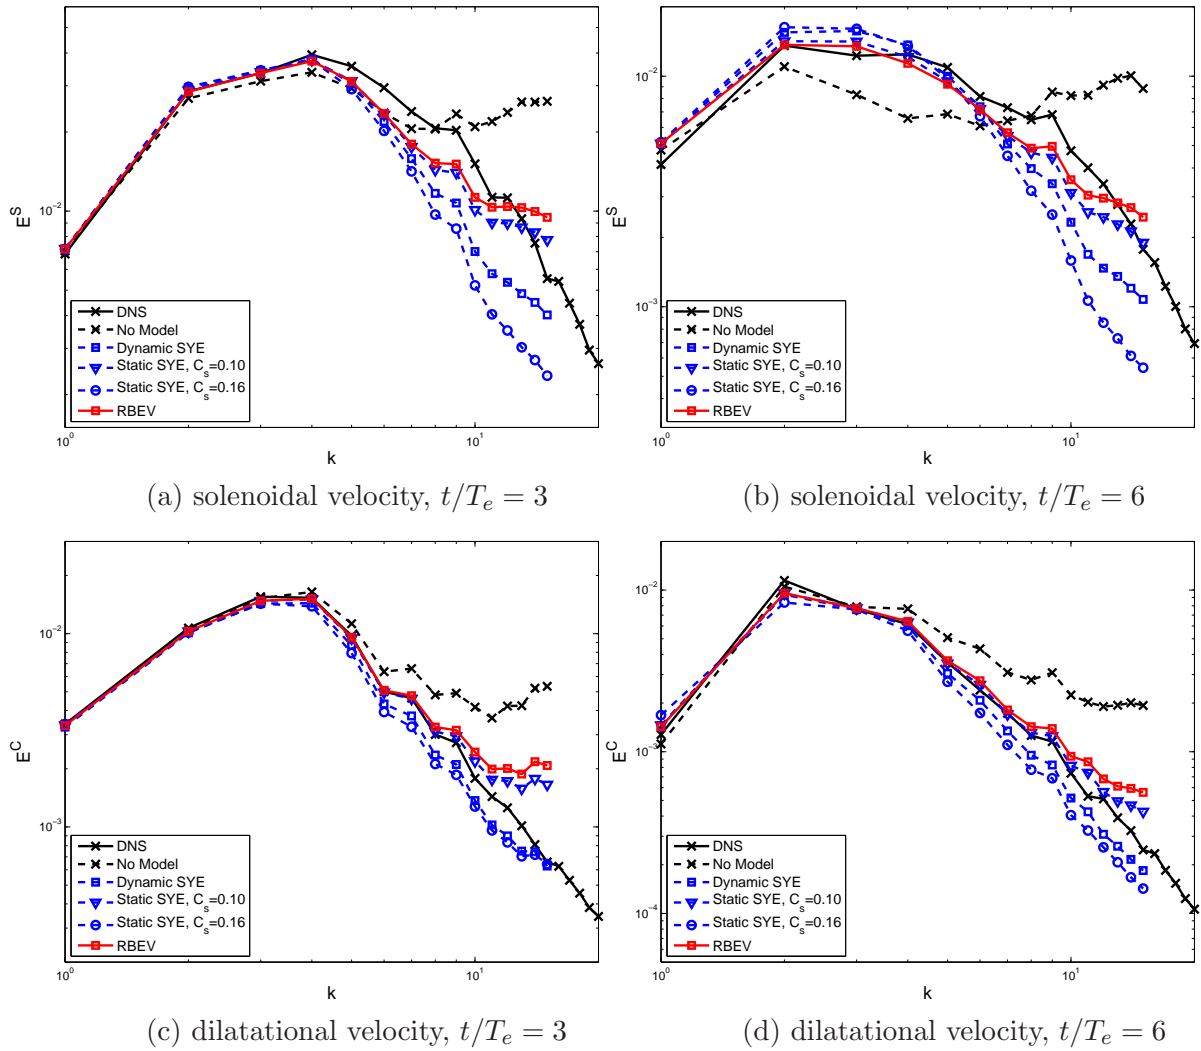 E^S
10^-2
DNS
No Model
Dynamic SYE
Static SYE, C_s=0.10
Static SYE, C_s=0.16
RBEV
10^0
10^1
k
(a) solenoidal velocity, t/T_e = 3
E^S
10^-2
10^-3
DNS
No Model
Dynamic SYE
Static SYE, C_s=0.10
Static SYE, C_s=0.16
RBEV
10^0
10^1
k
(b) solenoidal velocity, t/T_e = 6
E^C
10^-2
10^-3
DNS
No Model
Dynamic SYE
Static SYE, C_s=0.10
Static SYE, C_s=0.16
RBEV
10^0
10^1
k
(c) dilatational velocity, t/T_e = 3
E^C
10^-2
10^-3
10^-4
DNS
No Model
Dynamic SYE
Static SYE, C_s=0.10
Static SYE, C_s=0.16
RBEV
10^0
10^1
k
(d) dilatational velocity, t/T_e = 6